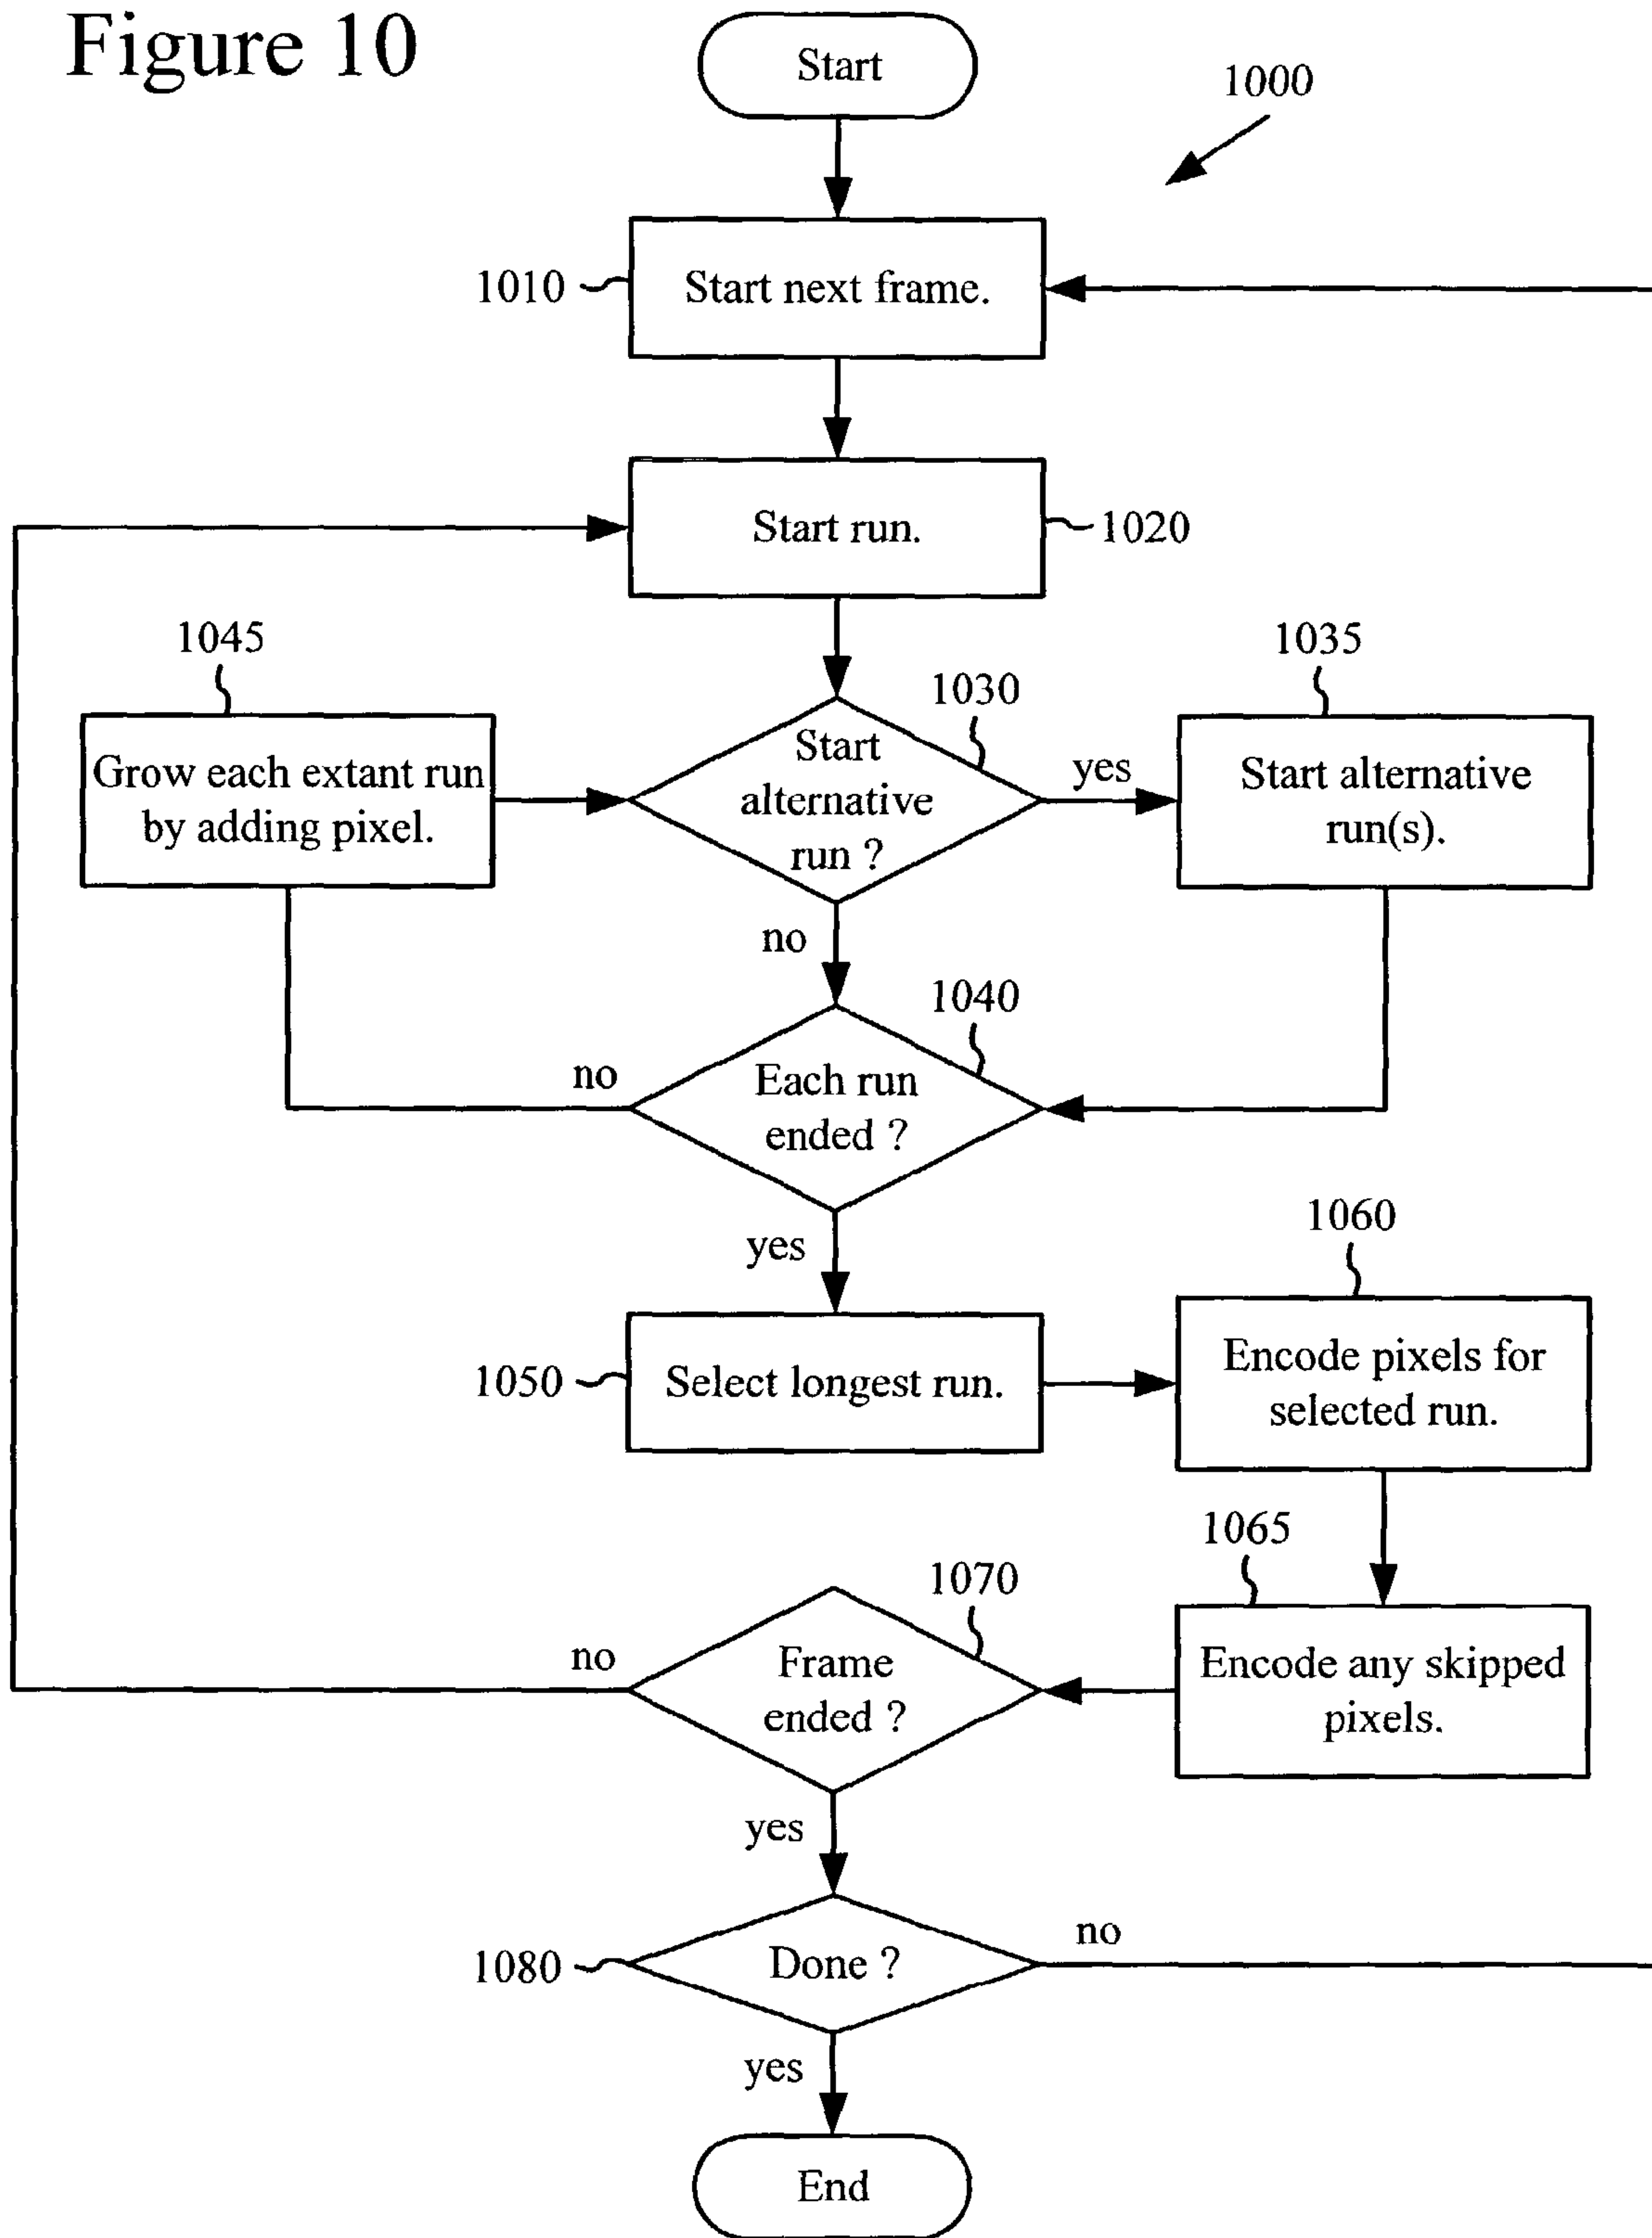 Figure 10
Start
1000
1010
Start next frame.
Start run.
1020
1045
1035
1030
Grow each extant run
by adding pixel.
Start
alternative
run ?
yes
Start alternative
run(s).
no
1040
no
Each run
ended ?
1060
yes
1050
Select longest run.
Encode pixels for
selected run.
1065
1070
no
Frame
ended ?
Encode any skipped
pixels.
yes
no
1080
Done ?
yes
End